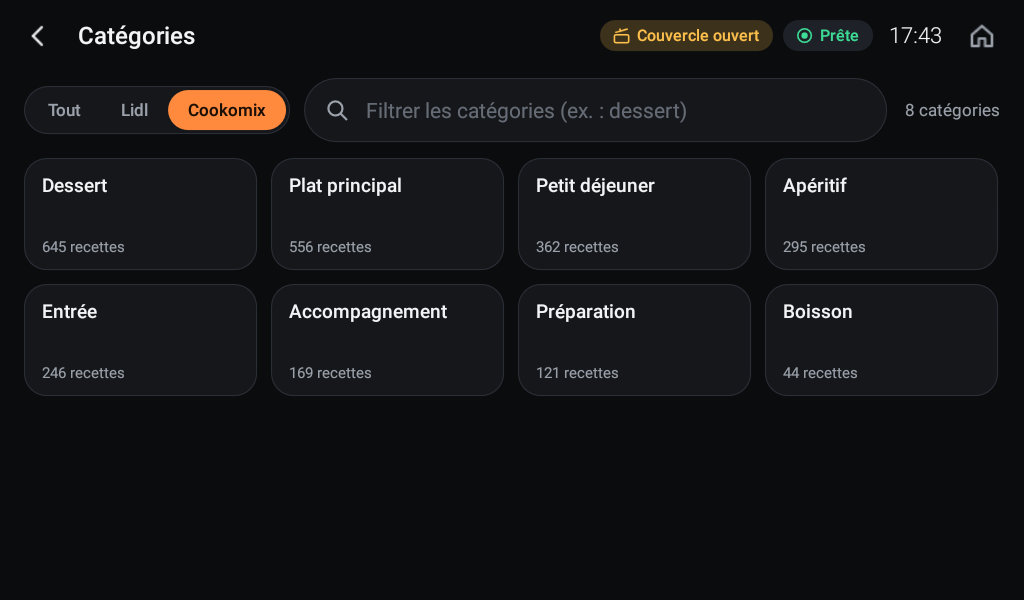 Catégories
Couvercle ouvert
Prête
17:43
Tout
Lidl
Cookomix
Filtrer les catégories (ex. : dessert)
8 catégories
Dessert
645 recettes
Plat principal
556 recettes
Petit déjeuner
362 recettes
Apéritif
295 recettes
Entrée
246 recettes
Accompagnement
169 recettes
Préparation
121 recettes
Boisson
44 recettes